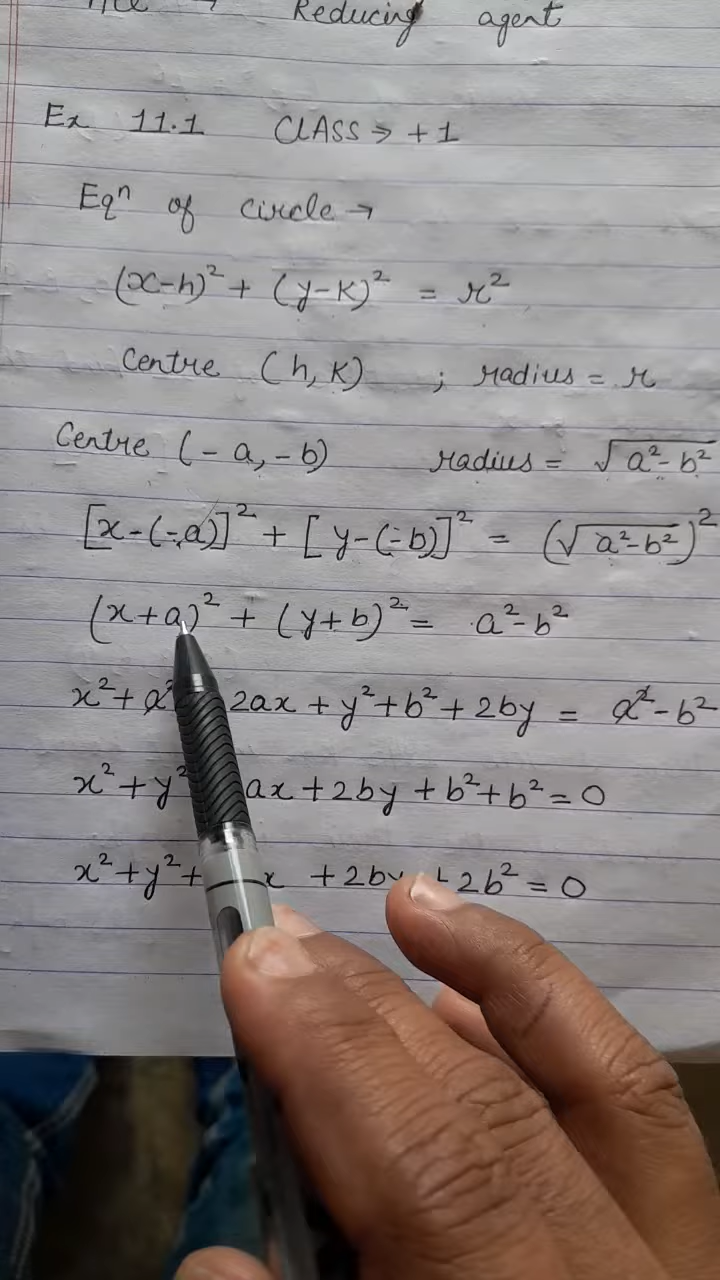 → Reducing agent
Ex 11.1 CLASS → +1
Eqⁿ of circle →
(x-h)² + (y-K)² = r²
Centre (h, K) ; radius = r
Centre (-a, -b) radius = √a²-b²
[x-(-a)]² + [y-(-b)]² = (√a²-b²)²
(x+a)² + (y+b)² = a²-b²
x² + a² 2ax + y² + b² + 2by = a²-b²
x² + y² ax + 2by + b² + b² = 0
x² + y² + x + 2by + 2b² = 0